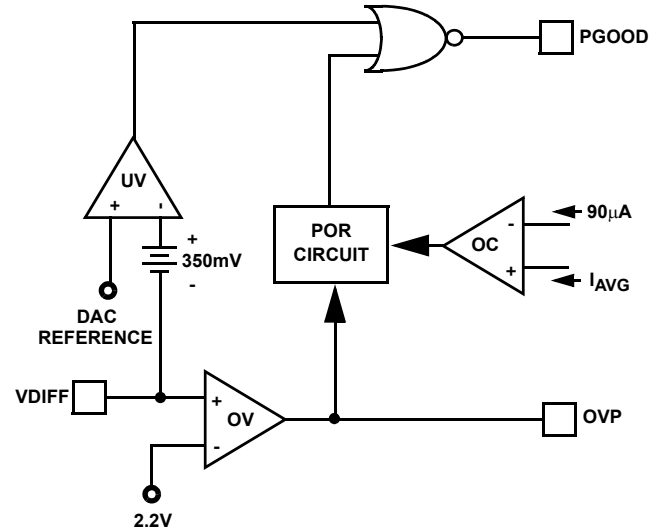 PGOOD
UV
+
-
+
350mV
-
DAC
REFERENCE
POR
CIRCUIT
OC
-
+
90μA
IAVG
VDIFF
+
OV
-
OVP
2.2V